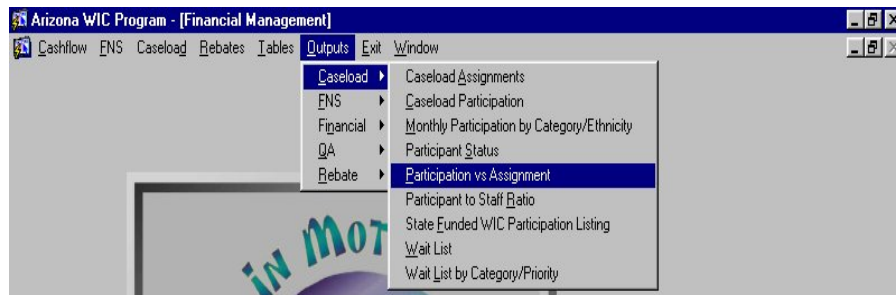 Arizona WIC Program - [Financial Management]
Cashflow FNS Caseload Rebates Tables Outputs Exit Window
Caseload
FNS
Financial
QA
Rebate
Caseload Assignments
Caseload Participation
Monthly Participation by Category/Ethnicity
Participant Status
Participation vs Assignment
Participant to Staff Ratio
State Funded WIC Participation Listing
Wait List
Wait List by Category/Priority
IN MOT